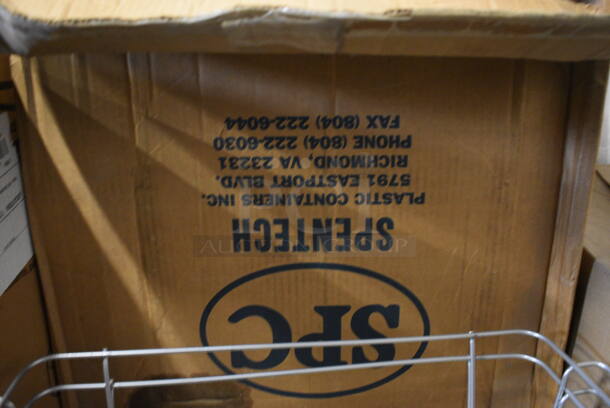 SPC
SPENTECH
PLASTIC CONTAINERS INC.
5791 EASTPORT BLVD.
RICHMOND, VA 23231
PHONE (804) 222-6030
FAX (804) 222-6044